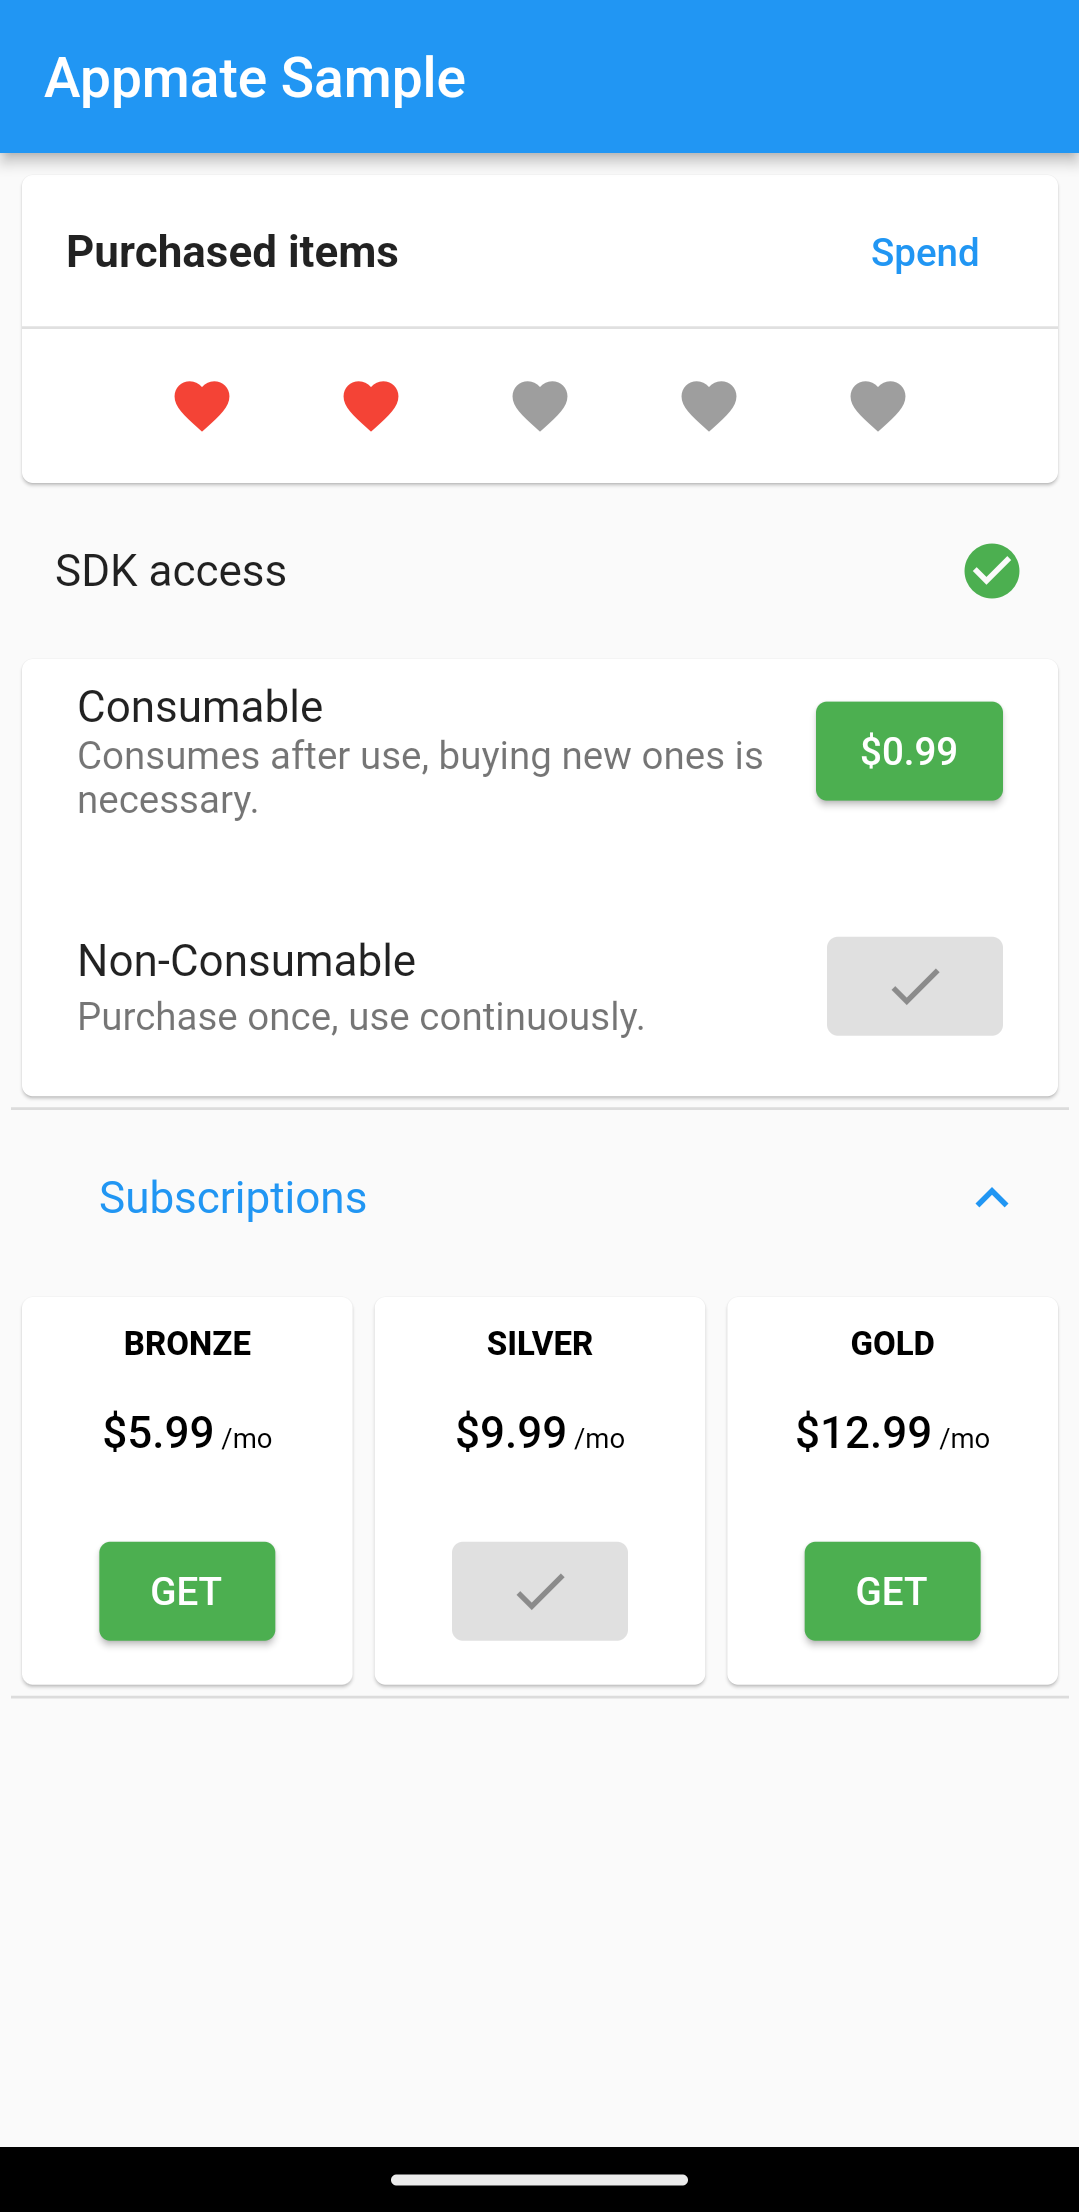 Appmate Sample
Purchased items
Spend
SDK access
Consumable
Consumes after use, buying new ones is
necessary.
$0.99
Non-Consumable
Purchase once, use continuously.
Subscriptions
BRONZE
$5.99 /mo
GET
SILVER
$9.99 /mo
GOLD
$12.99 /mo
GET